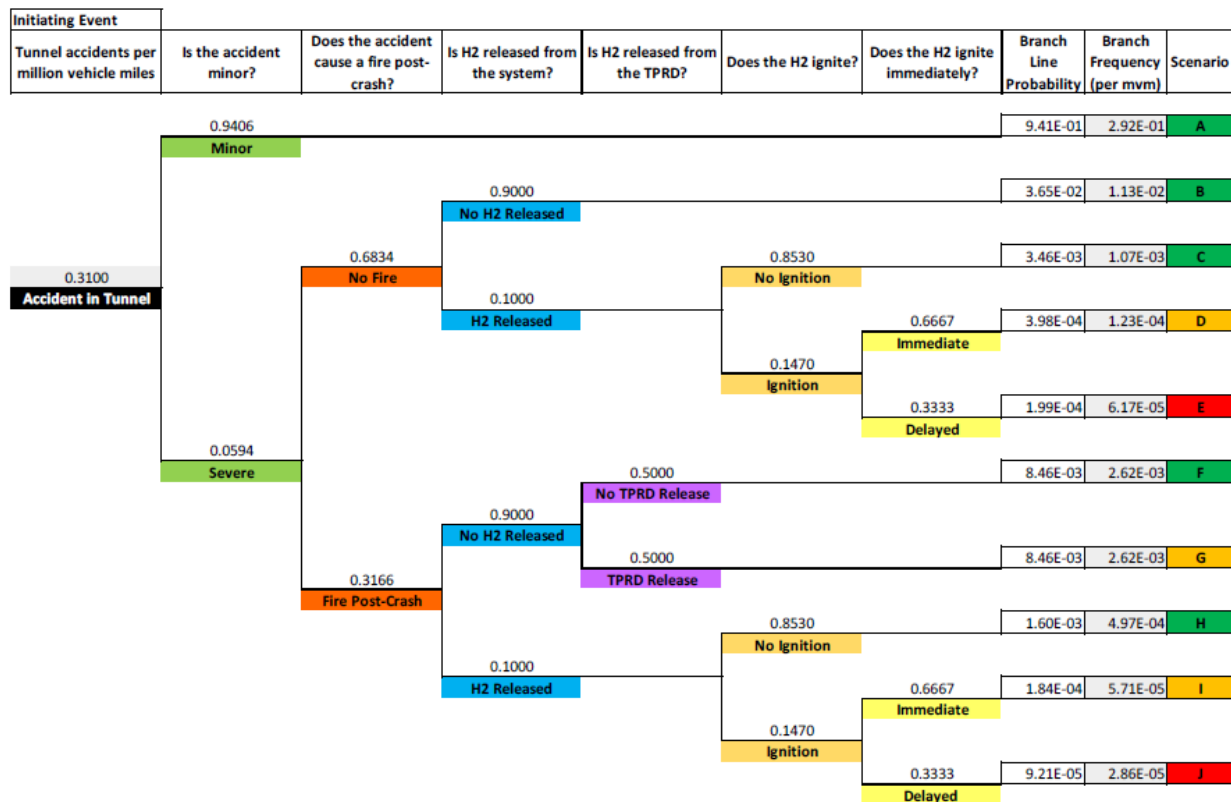 Initiating Event
Tunnel accidents per
million vehicle miles
Is the accident
minor?
Does the accident
cause a fire post-
crash?
Is H2 released from
the system?
Is H2 released from
the TPRD?
Does the H2 ignite?
Does the H2 ignite
immediately?
Branch
Line
Probability
Branch
Frequency
(per mvm)
Scenario
0.9406
Minor
9.41E-01 2.92E-01 A
0.9000
No H2 Released
3.65E-02 1.13E-02 B
0.3100
Accident in Tunnel
0.6834
No Fire
0.8530
No Ignition
3.46E-03 1.07E-03 C
0.1000
H2 Released
0.6667
Immediate
3.98E-04 1.23E-04 D
0.1470
Ignition
0.3333
Delayed
1.99E-04 6.17E-05 E
0.0594
Severe
0.5000
No TPRD Release
8.46E-03 2.62E-03 F
0.9000
No H2 Released
0.5000
TPRD Release
8.46E-03 2.62E-03 G
0.3166
Fire Post-Crash
0.8530
No Ignition
1.60E-03 4.97E-04 H
0.1000
H2 Released
0.6667
Immediate
1.84E-04 5.71E-05 I
0.1470
Ignition
0.3333
Delayed
9.21E-05 2.86E-05 J